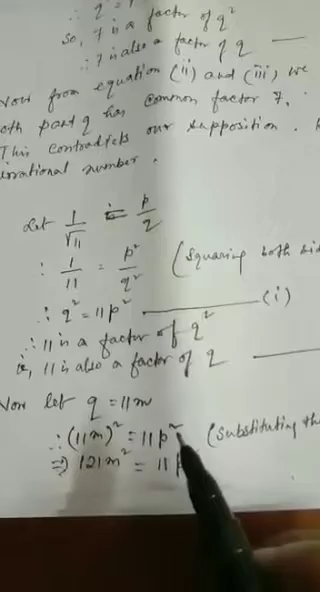 ∴ q² = 7
So, 7 is a factor of q²
∴ 7 is also a factor of q
Now from equation (ii) and (iii) we
both p and q has common factor 7.
This contradicts our supposition.
irrational number.
Let 1/√11 = p/q
∴ 1/11 = p²/q² (Squaring both sid
∴ q² = 11p² (i)
∴ 11 is a factor of q²
ie, 11 is also a factor of q
Now let q = 11m
∴ (11m)² = 11p² (Substituting th
⇒ 121m² = 11p